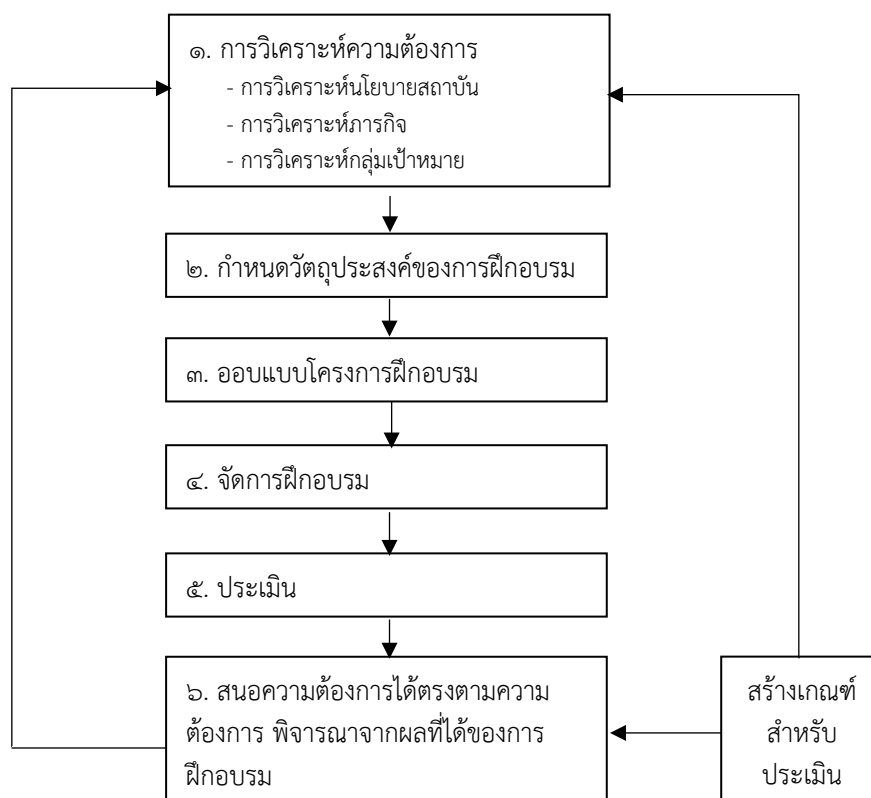 ๑. การวิเคราะห์ความต้องการ
- การวิเคราะห์นโยบายสถาบัน
- การวิเคราะห์ภารกิจ
- การวิเคราะห์กลุ่มเป้าหมาย
๒. กำหนดวัตถุประสงค์ของการฝึกอบรม
๓. ออบแบบโครงการฝึกอบรม
๔. จัดการฝึกอบรม
๕. ประเมิน
๖. สนอความต้องการได้ตรงตามความ
ต้องการ พิจารณาจากผลที่ได้ของการ
ฝึกอบรม
สร้างเกณฑ์
สำหรับ
ประเมิน